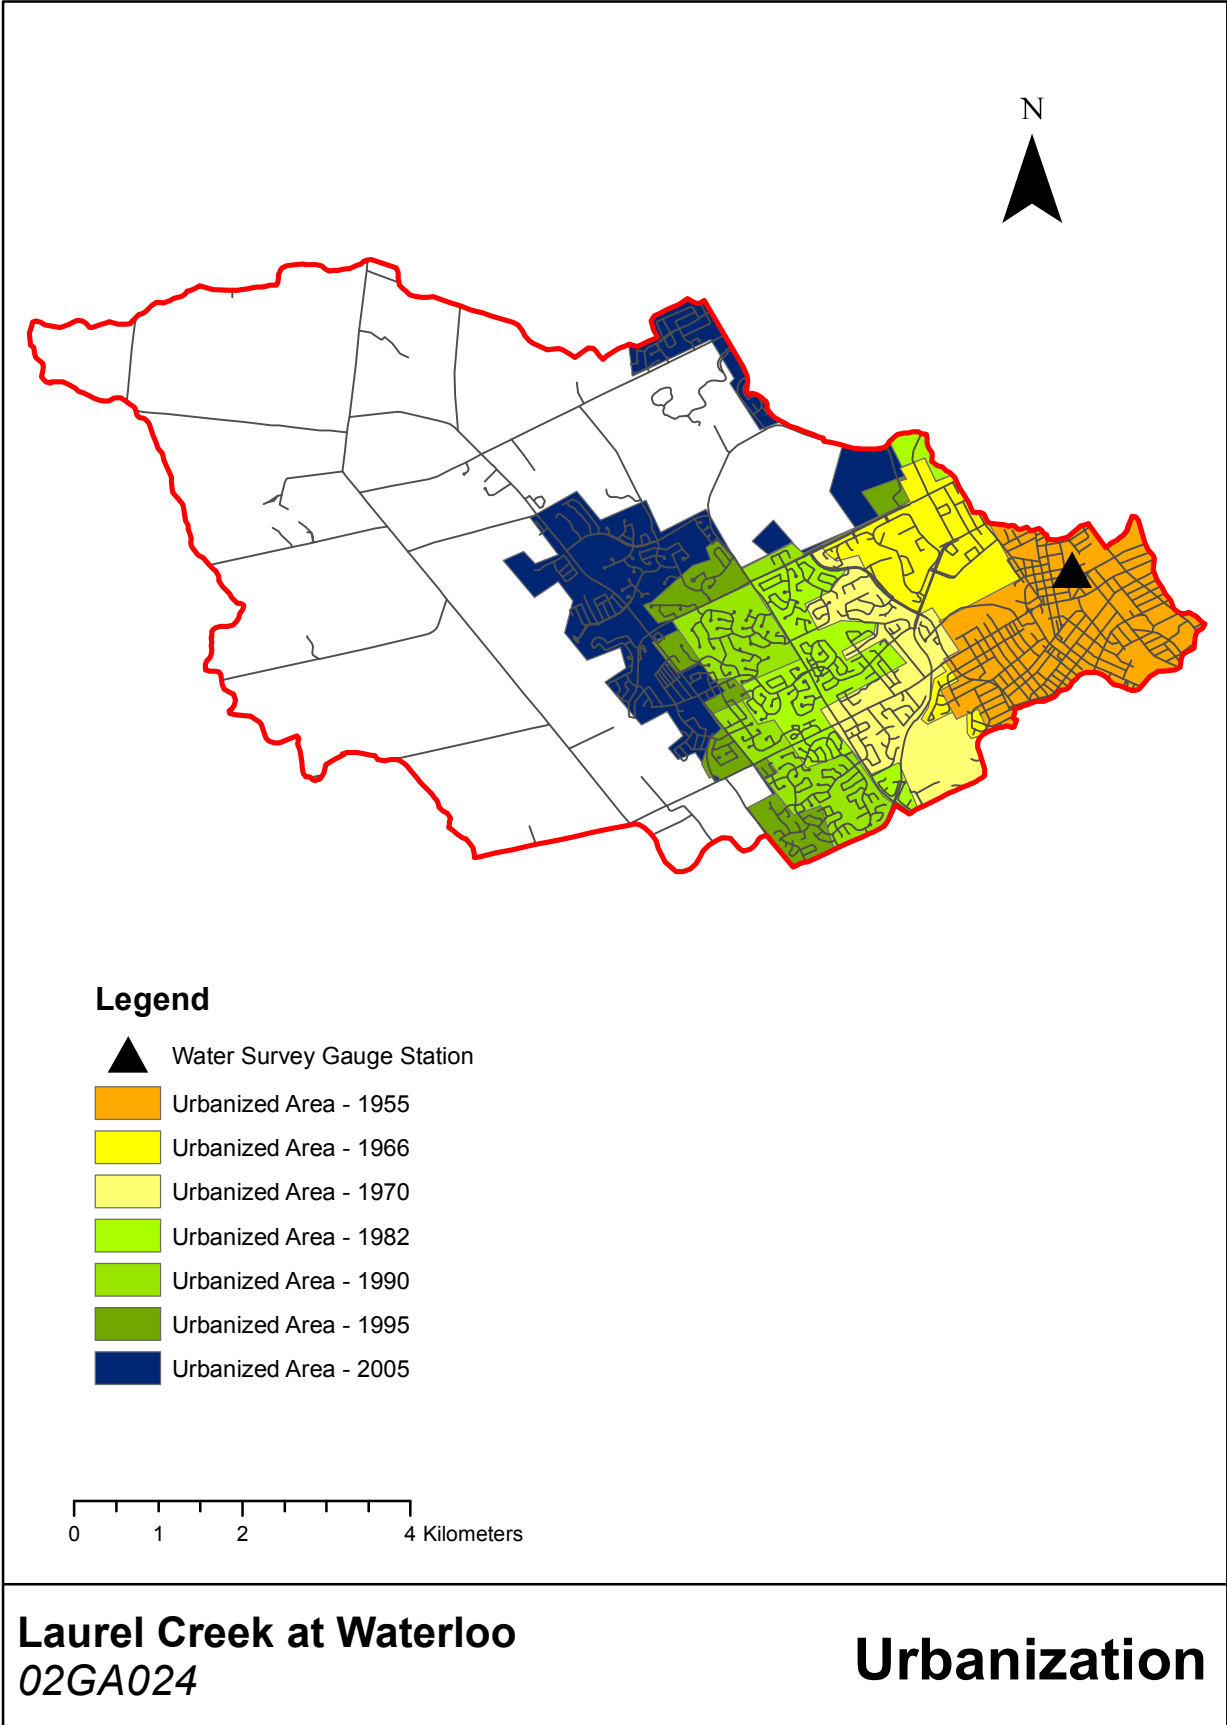 N
Legend
Water Survey Gauge Station
Urbanized Area - 1955
Urbanized Area - 1966
Urbanized Area - 1970
Urbanized Area - 1982
Urbanized Area - 1990
Urbanized Area - 1995
Urbanized Area - 2005
0 1 2 4 Kilometers
Laurel Creek at Waterloo
02GA024
Urbanization